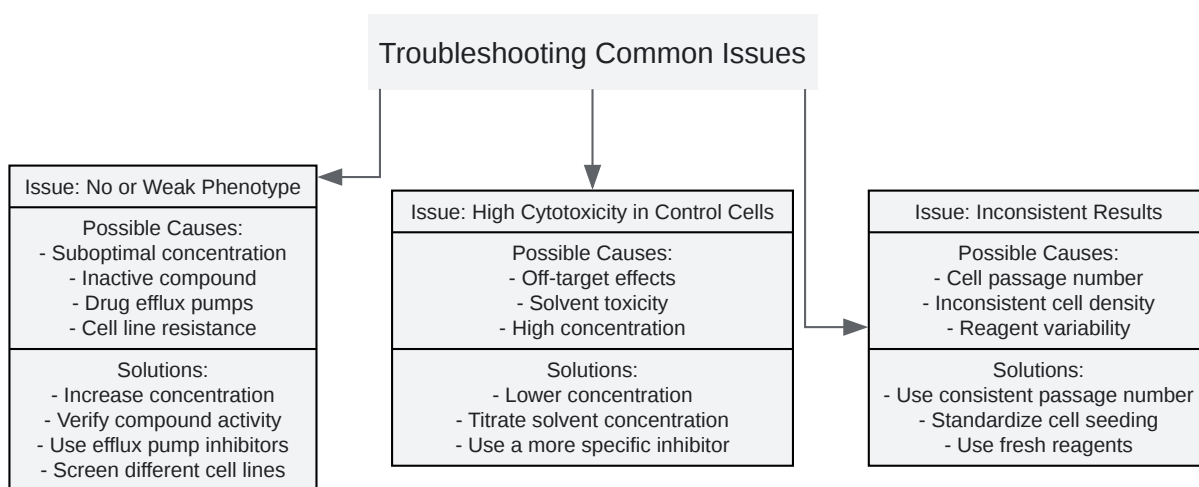 Troubleshooting Common Issues
Issue: No or Weak Phenotype
Possible Causes:
- Suboptimal concentration
- Inactive compound
- Drug efflux pumps
- Cell line resistance
Solutions:
- Increase concentration
- Verify compound activity
- Use efflux pump inhibitors
- Screen different cell lines
Issue: High Cytotoxicity in Control Cells
Possible Causes:
- Off-target effects
- Solvent toxicity
- High concentration
Solutions:
- Lower concentration
- Titrate solvent concentration
- Use a more specific inhibitor
Issue: Inconsistent Results
Possible Causes:
- Cell passage number
- Inconsistent cell density
- Reagent variability
Solutions:
- Use consistent passage number
- Standardize cell seeding
- Use fresh reagents